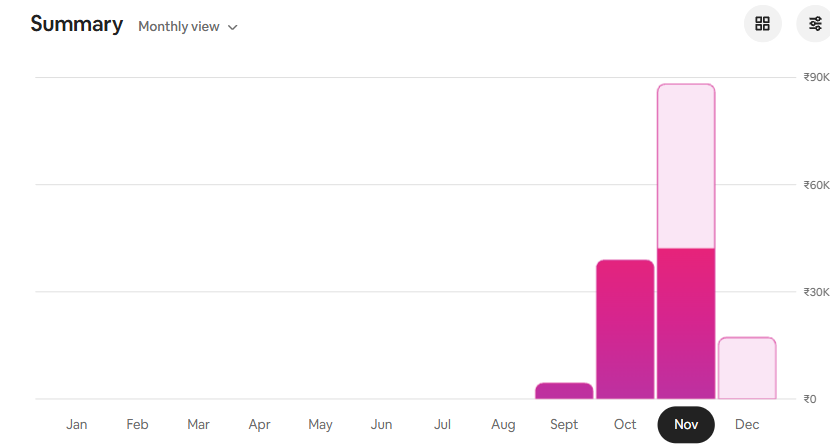 Summary Monthly view
₹90K
₹60K
₹30K
₹0
Jan Feb Mar Apr May Jun Jul Aug Sept Oct Nov Dec